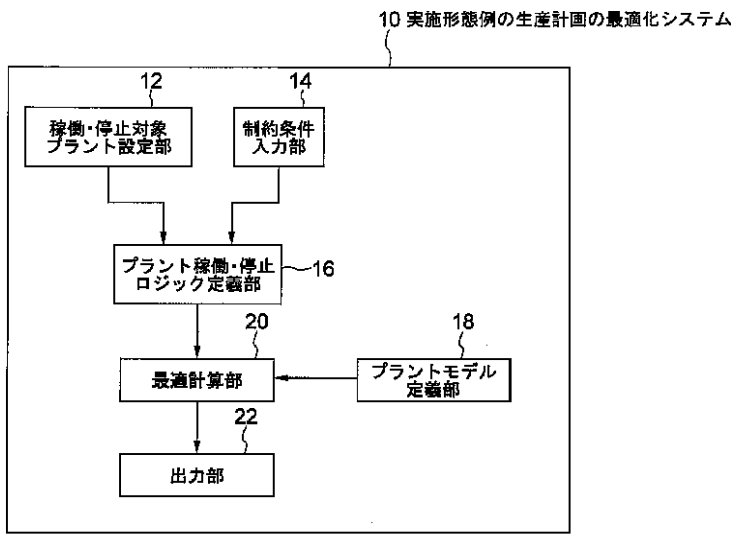 10 実施形態例の生産計画の最適化システム
12
14
稼働・停止対象
プラント設定部
制約条件
入力部
プラント稼働・停止
ロジック定義部
16
20
18
最適計算部
プラントモデル
定義部
22
出力部